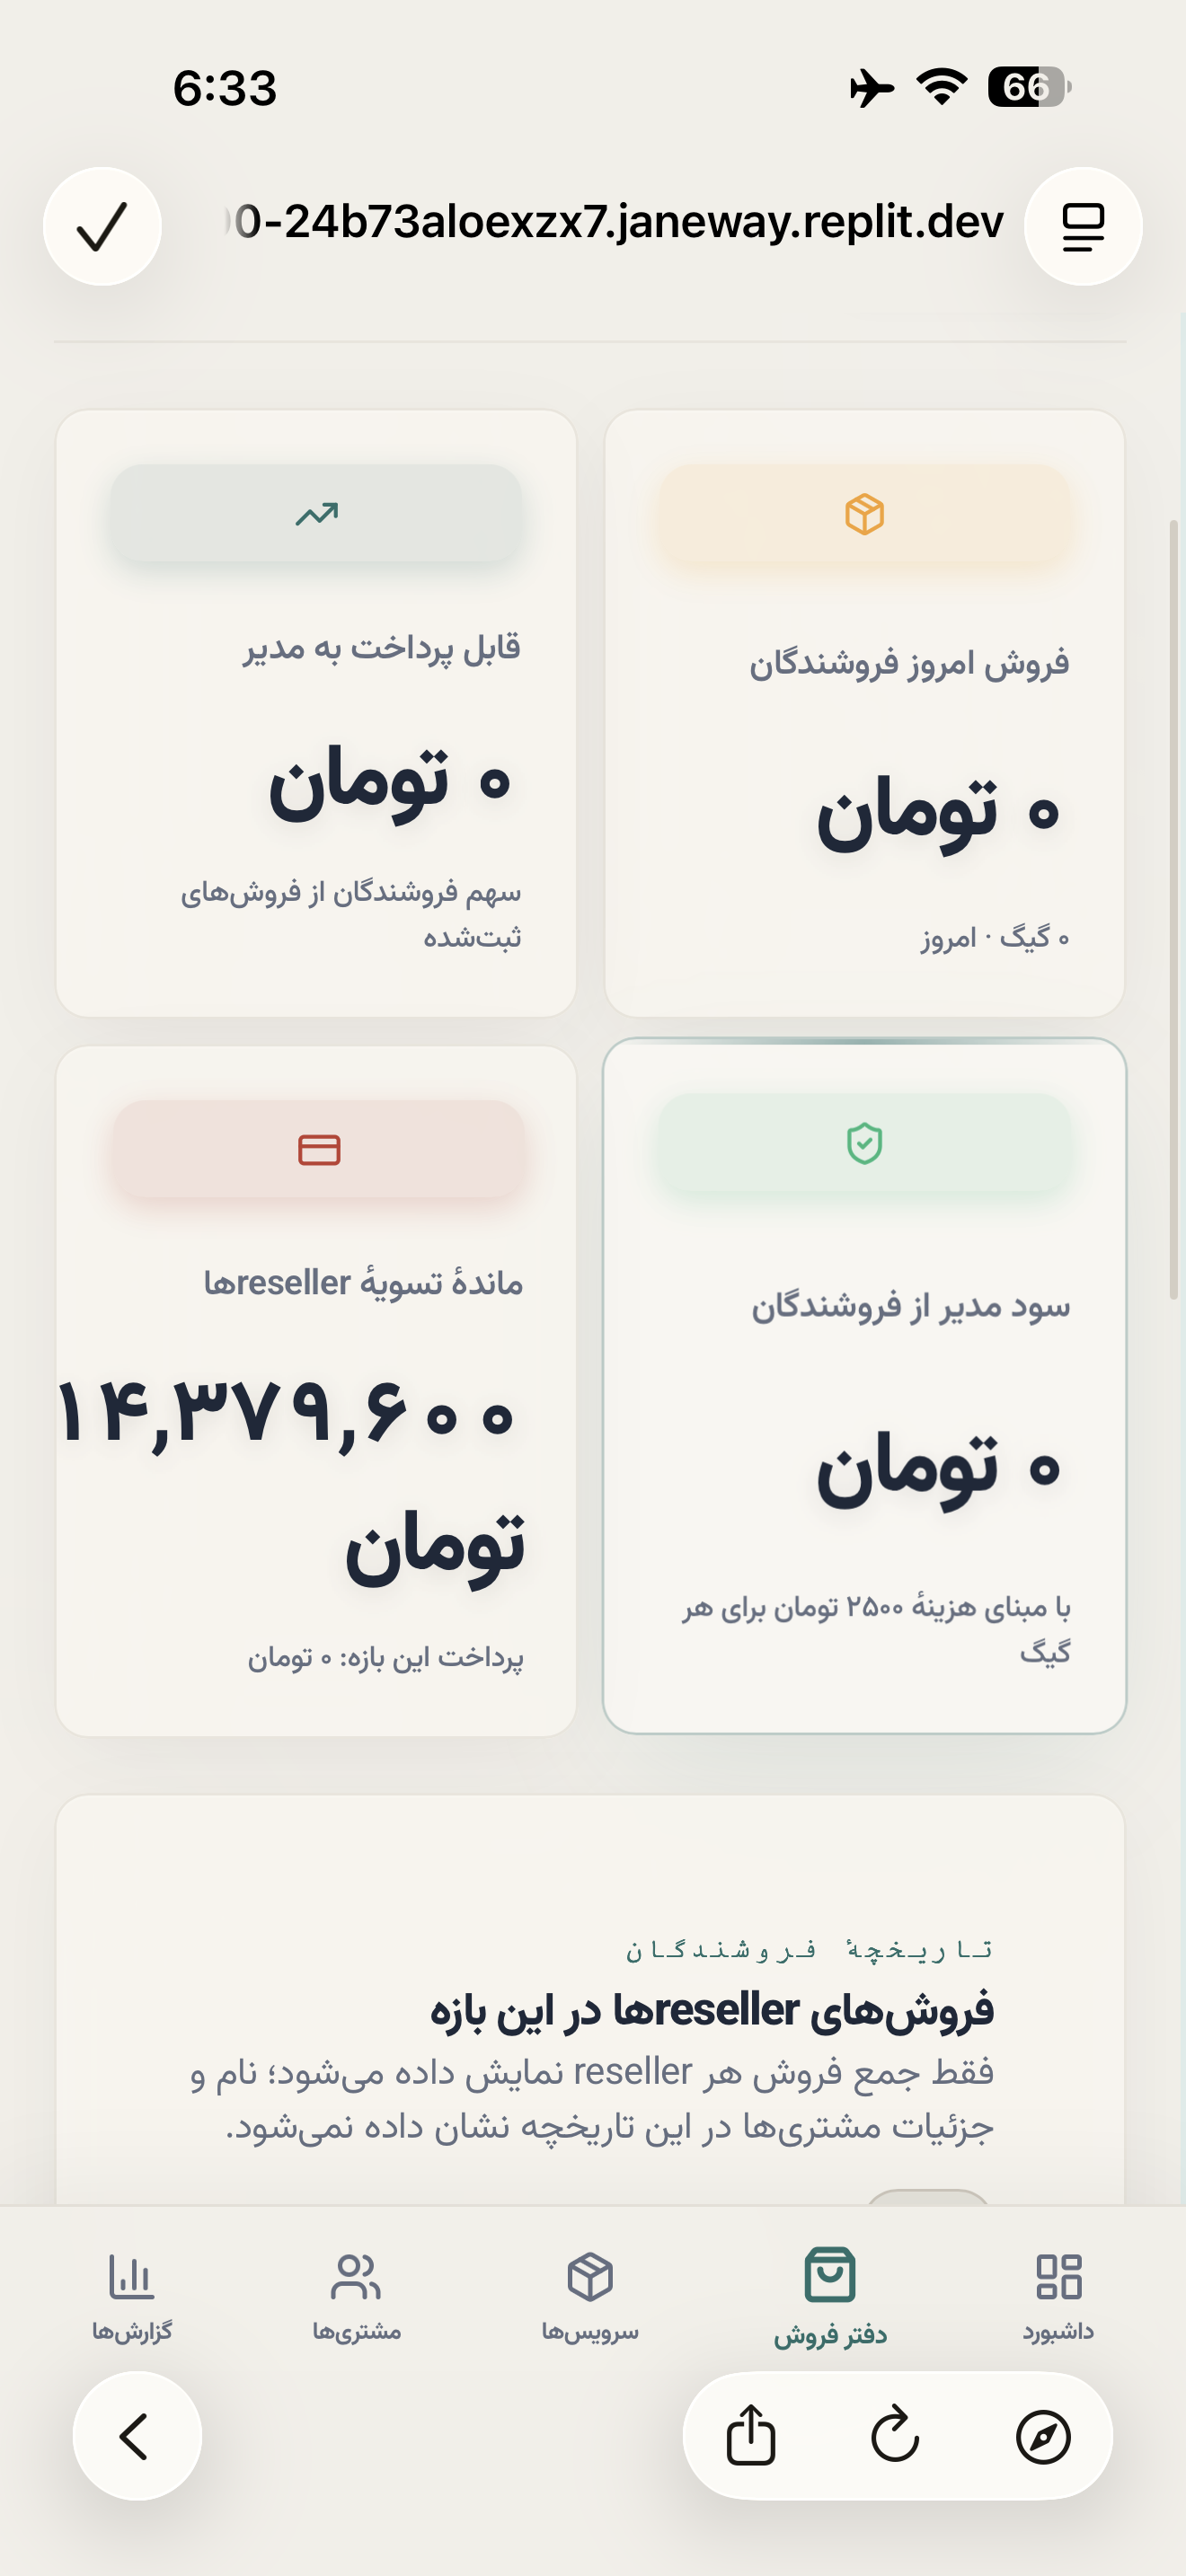 6:33
66
0-24b73aloexzx7.janeway.replit.dev
فروش امروز فروشندگان
۰ تومان
۰ گیگ · امروز
قابل پرداخت به مدیر
۰ تومان
سهم فروشندگان از فروش‌های
ثبت‌شده
سود مدیر از فروشندگان
۰ تومان
با مبنای هزینهٔ ۲۵۰۰ تومان برای هر
گیگ
ماندهٔ تسویهٔ resellerها
۱۴,۳۷۹,۶۰۰
تومان
پرداخت این بازه: ۰ تومان
تاریخچهٔ فروشندگان
فروش‌های resellerها در این بازه
فقط جمع فروش هر reseller نمایش داده می‌شود؛ نام و
جزئیات مشتری‌ها در این تاریخچه نشان داده نمی‌شود.
داشبورد
دفتر فروش
سرویس‌ها
مشتری‌ها
گزارش‌ها